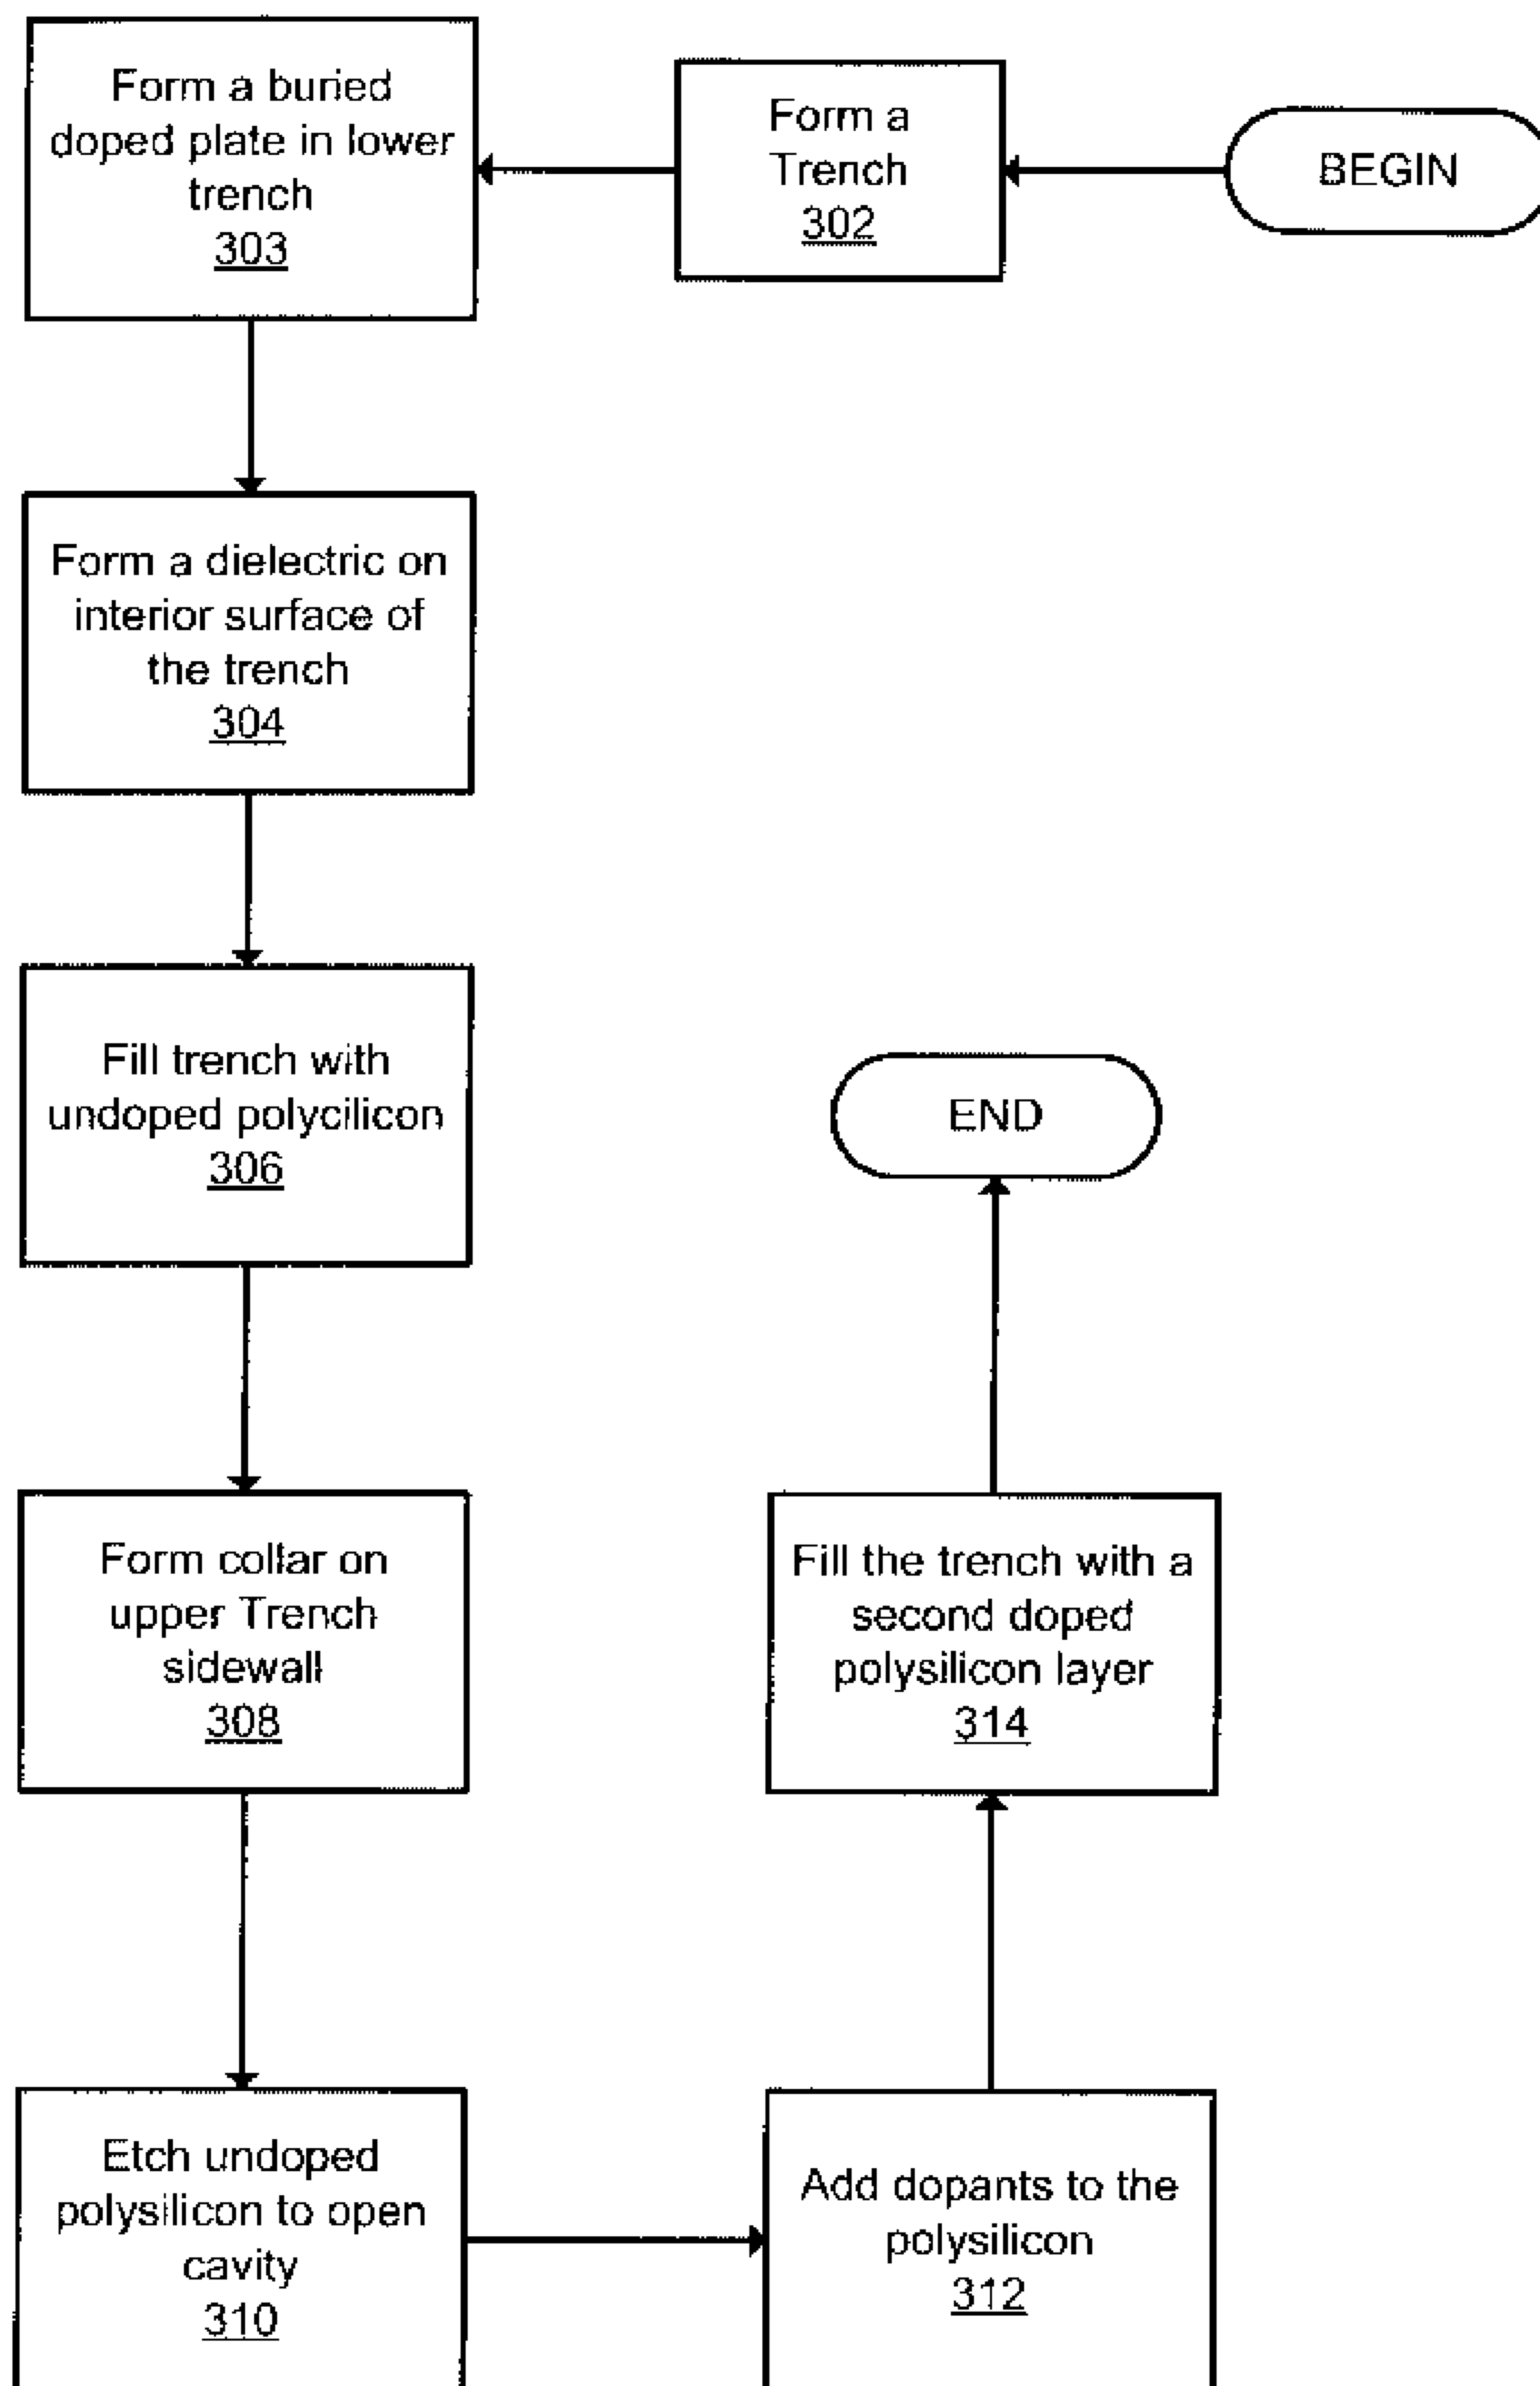 BEGIN
Form a
Trench
302
Form a buried
doped plate in lower
trench
303
Form a dielectric on
interior surface of
the trench
304
Fill trench with
undoped polycilicon
306
Form collar on
upper Trench
sidewall
308
Etch undoped
polysilicon to open
cavity
310
Add dopants to the
polysilicon
312
Fill the trench with a
second doped
polysilicon layer
314
END